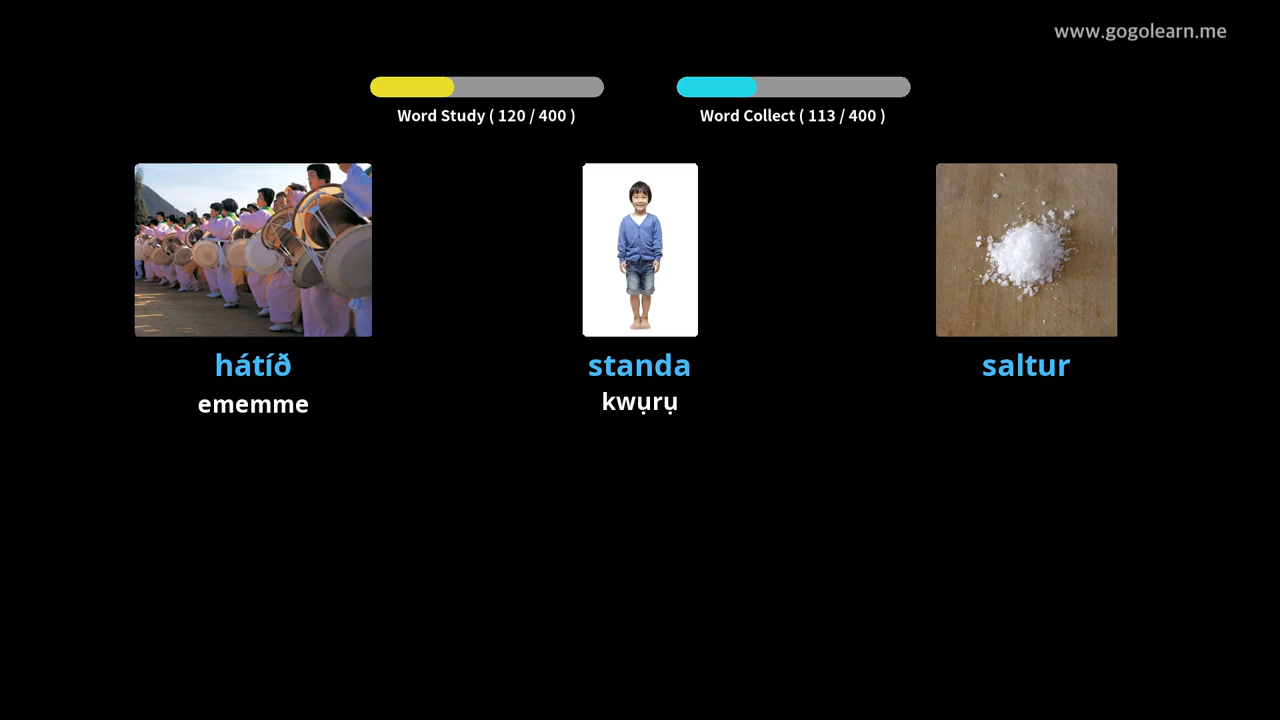 www.gogolearn.me
Word Study ( 120 / 400 )
Word Collect ( 113 / 400 )
hátíð
ememme
standa
kwụrụ
saltur